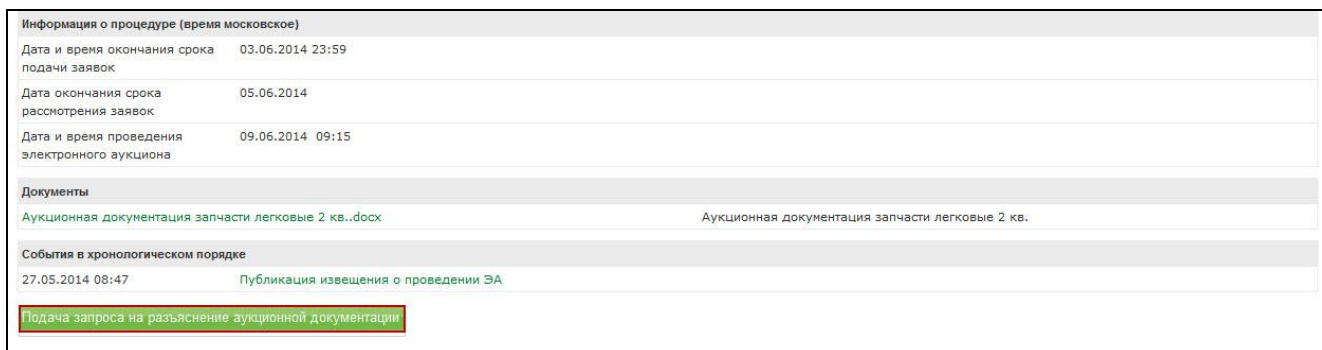 Информация о процедуре (время московское)
Дата и время окончания срока 03.06.2014 23:59
подачи заявок
Дата окончания срока 05.06.2014
рассмотрения заявок
Дата и время проведения 09.06.2014 09:15
электронного аукциона
Документы
Аукционная документация запчасти легковые 2 кв..docx Аукционная документация запчасти легковые 2 кв.
События в хронологическом порядке
27.05.2014 08:47 Публикация извещения о проведении ЭА
Подача запроса на разъяснение аукционной документации